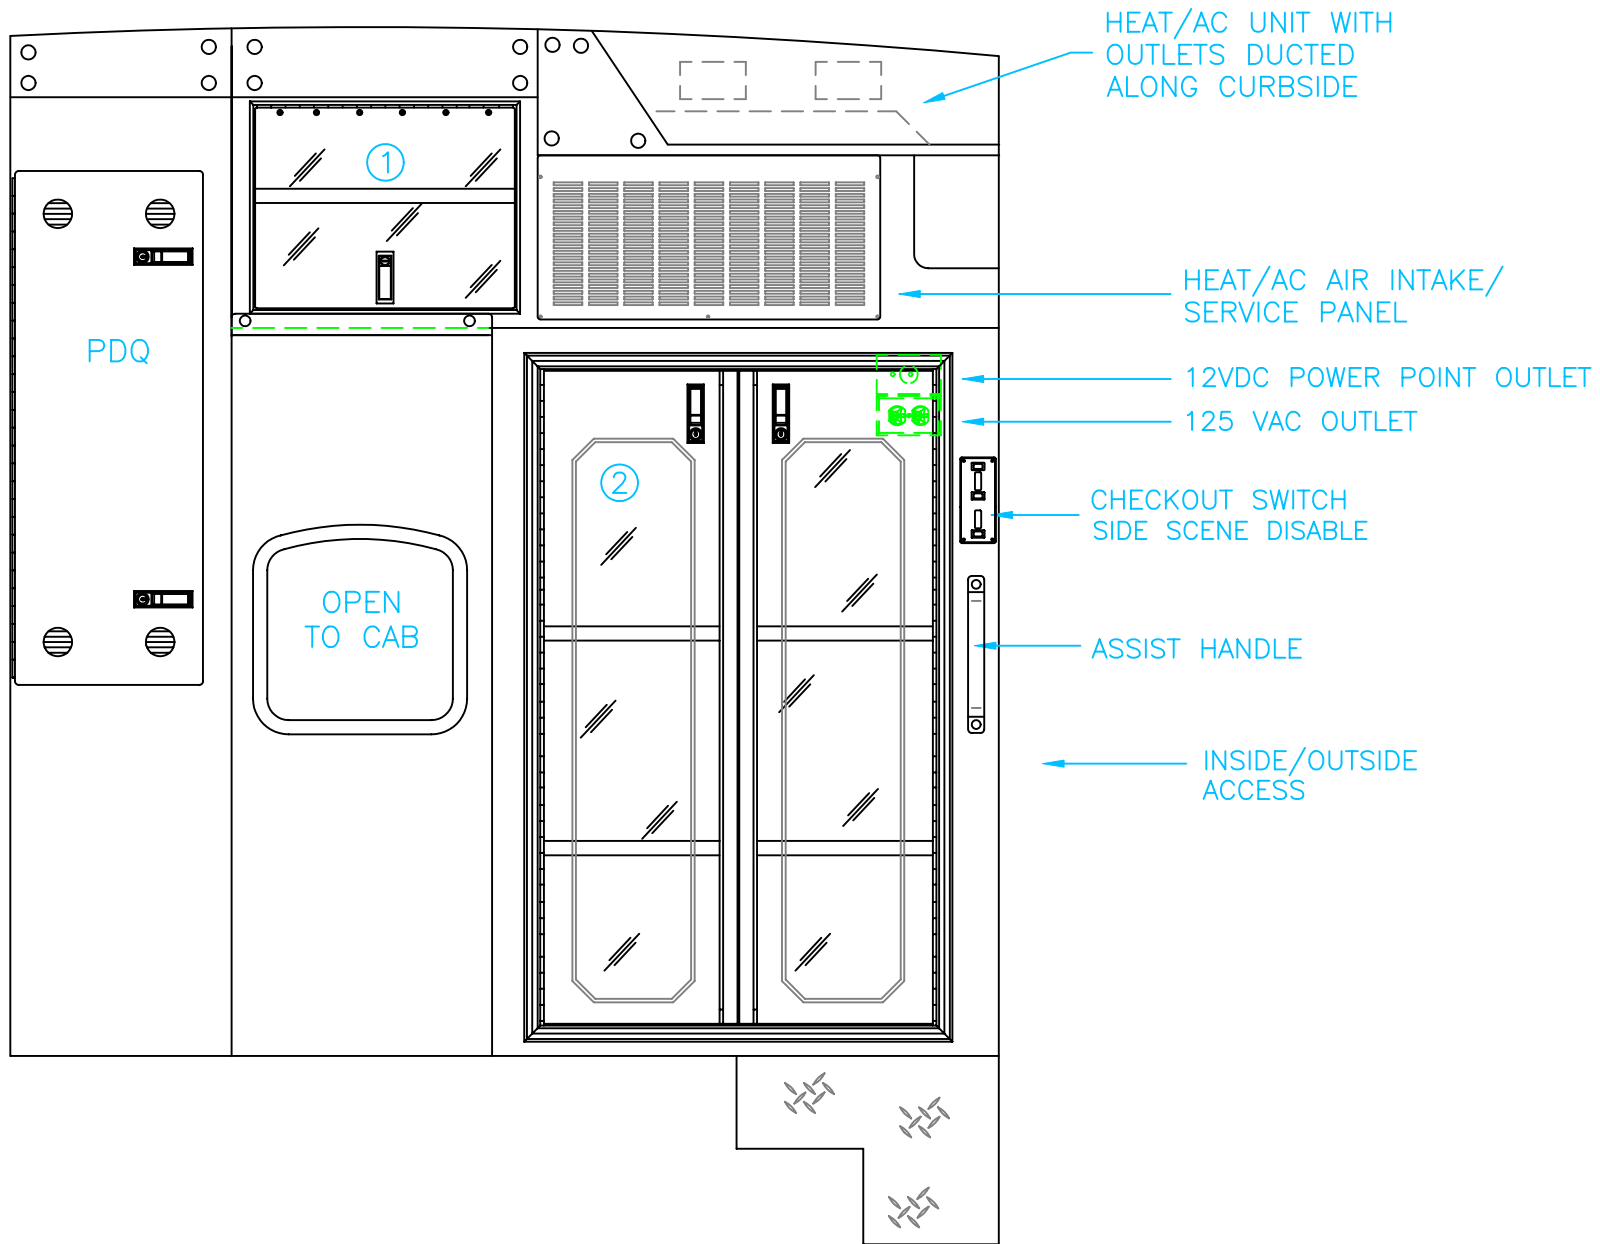 HEAT/AC UNIT WITH
OUTLETS DUCTED
ALONG CURBSIDE
1
HEAT/AC AIR INTAKE/
SERVICE PANEL
PDQ
12VDC POWER POINT OUTLET
125 VAC OUTLET
2
CHECKOUT SWITCH
SIDE SCENE DISABLE
OPEN
TO CAB
ASSIST HANDLE
INSIDE/OUTSIDE
ACCESS